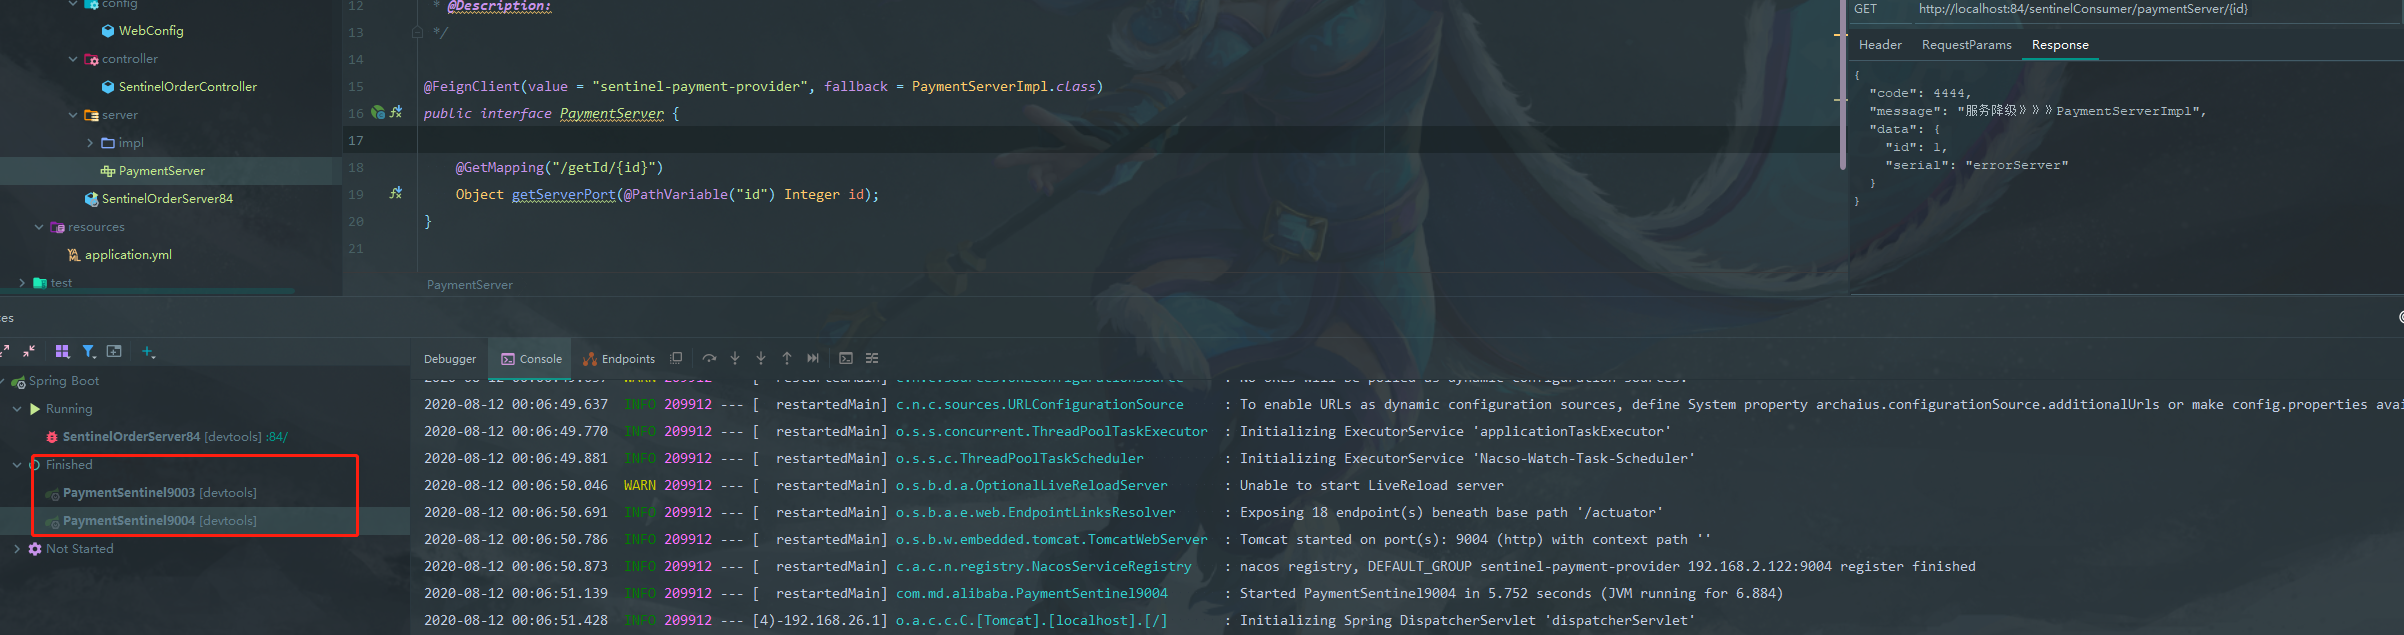 config
WebConfig
controller
SentinelOrderController
server
impl
PaymentServer
SentinelOrderServer84
resources
application.yml
test
12 * @Description:
13 */
14
15 @FeignClient(value = "sentinel-payment-provider", fallback = PaymentServerImpl.class)
16 public interface PaymentServer {
17
18 @GetMapping("/getId/{id}")
19 Object getServerPort(@PathVariable("id") Integer id);
20 }
21
PaymentServer
GET http://localhost:84/sentinelConsumer/paymentServer/{id}
Header RequestParams Response
{
"code": 4444,
"message": "服务降级》》》PaymentServerImpl",
"data": {
"id": 1,
"serial": "errorServer"
}
}
es
Spring Boot
Running
SentinelOrderServer84 [devtools] :84/
Finished
PaymentSentinel9003 [devtools]
PaymentSentinel9004 [devtools]
Not Started
Debugger Console Endpoints
: No URLs will be polled as dynamic configuration sources.
2020-08-12 00:06:49.637 INFO 209912 --- [ restartedMain] c.n.c.sources.URLConfigurationSource : To enable URLs as dynamic configuration sources, define System property archaius.configurationSource.additionalUrls or make config.properties avai
2020-08-12 00:06:49.770 INFO 209912 --- [ restartedMain] o.s.s.concurrent.ThreadPoolTaskExecutor : Initializing ExecutorService 'applicationTaskExecutor'
2020-08-12 00:06:49.881 INFO 209912 --- [ restartedMain] o.s.s.c.ThreadPoolTaskScheduler : Initializing ExecutorService 'Nacso-Watch-Task-Scheduler'
2020-08-12 00:06:50.046 WARN 209912 --- [ restartedMain] o.s.b.d.a.OptionalLiveReloadServer : Unable to start LiveReload server
2020-08-12 00:06:50.691 INFO 209912 --- [ restartedMain] o.s.b.a.e.web.EndpointLinksResolver : Exposing 18 endpoint(s) beneath base path '/actuator'
2020-08-12 00:06:50.786 INFO 209912 --- [ restartedMain] o.s.b.w.embedded.tomcat.TomcatWebServer : Tomcat started on port(s): 9004 (http) with context path ''
2020-08-12 00:06:50.873 INFO 209912 --- [ restartedMain] c.a.c.n.registry.NacosServiceRegistry : nacos registry, DEFAULT_GROUP sentinel-payment-provider 192.168.2.122:9004 register finished
2020-08-12 00:06:51.139 INFO 209912 --- [ restartedMain] com.md.alibaba.PaymentSentinel9004 : Started PaymentSentinel9004 in 5.752 seconds (JVM running for 6.884)
2020-08-12 00:06:51.428 INFO 209912 --- [4)-192.168.26.1] o.a.c.c.C.[Tomcat].[localhost].[/] : Initializing Spring DispatcherServlet 'dispatcherServlet'